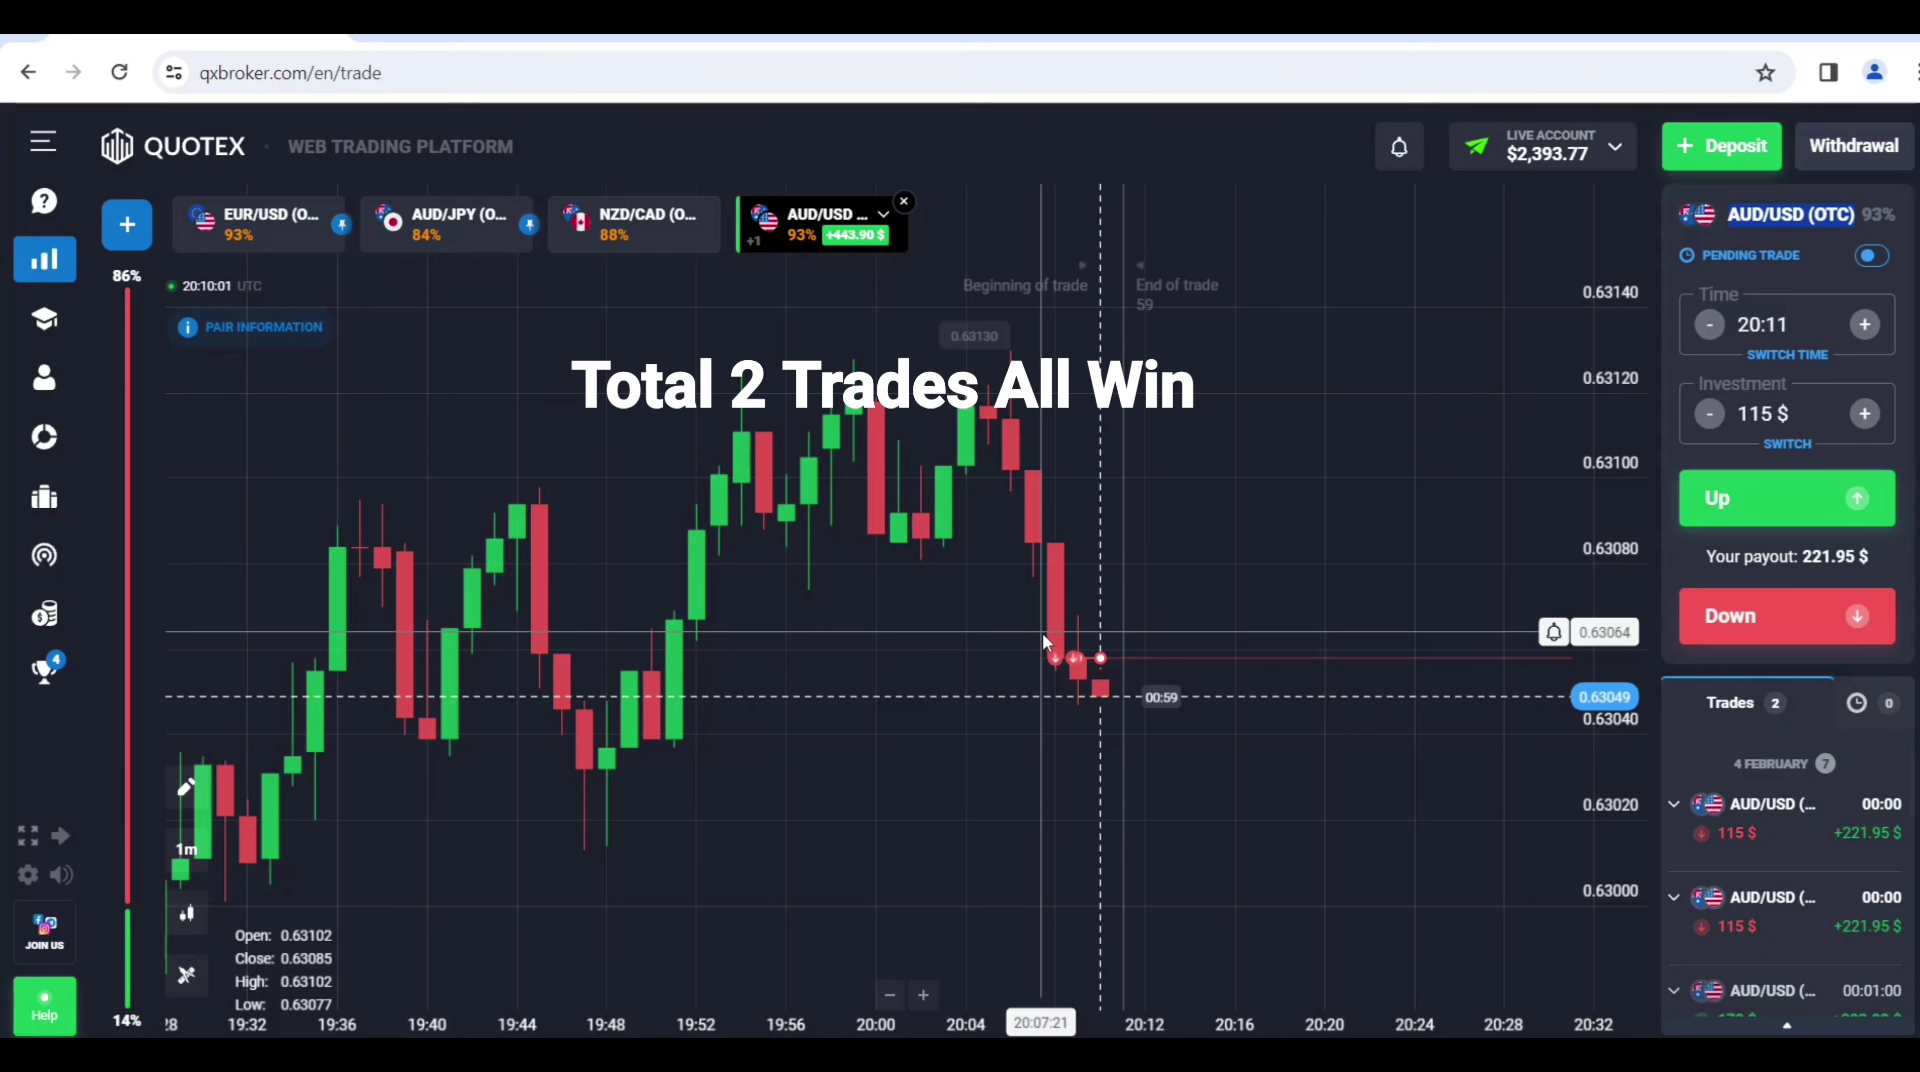 qxbroker.com/en/trade
QUOTEX
WEB TRADING PLATFORM
LIVE ACCOUNT
$2,393.77
+ Deposit
Withdrawal
EUR/USD (O...
93%
AUD/JPY (O...
84%
NZD/CAD (O...
88%
AUD/USD ...
+1
93%
+443.90 $
AUD/USD (OTC) 93%
PENDING TRADE
86%
20:10:01 UTC
PAIR INFORMATION
Beginning of trade
End of trade
59
0.63140
Time
20:11
SWITCH TIME
0.63130
Total 2 Trades All Win
0.63120
Investment
115 $
SWITCH
0.63100
Up
0.63080
Your payout: 221.95 $
Down
0.63064
00:59
0.63049
0.63040
Trades 2
0
4
4 FEBRUARY 7
AUD/USD (... 00:00
115 $ +221.95 $
0.63020
1m
AUD/USD (... 00:00
115 $ +221.95 $
0.63000
JOIN US
Open: 0.63102
Close: 0.63085
High: 0.63102
Low: 0.63077
AUD/USD (... 00:01:00
Help
14%
:28
19:32
19:36
19:40
19:44
19:48
19:52
19:56
20:00
20:04
20:07:21
20:12
20:16
20:20
20:24
20:28
20:32